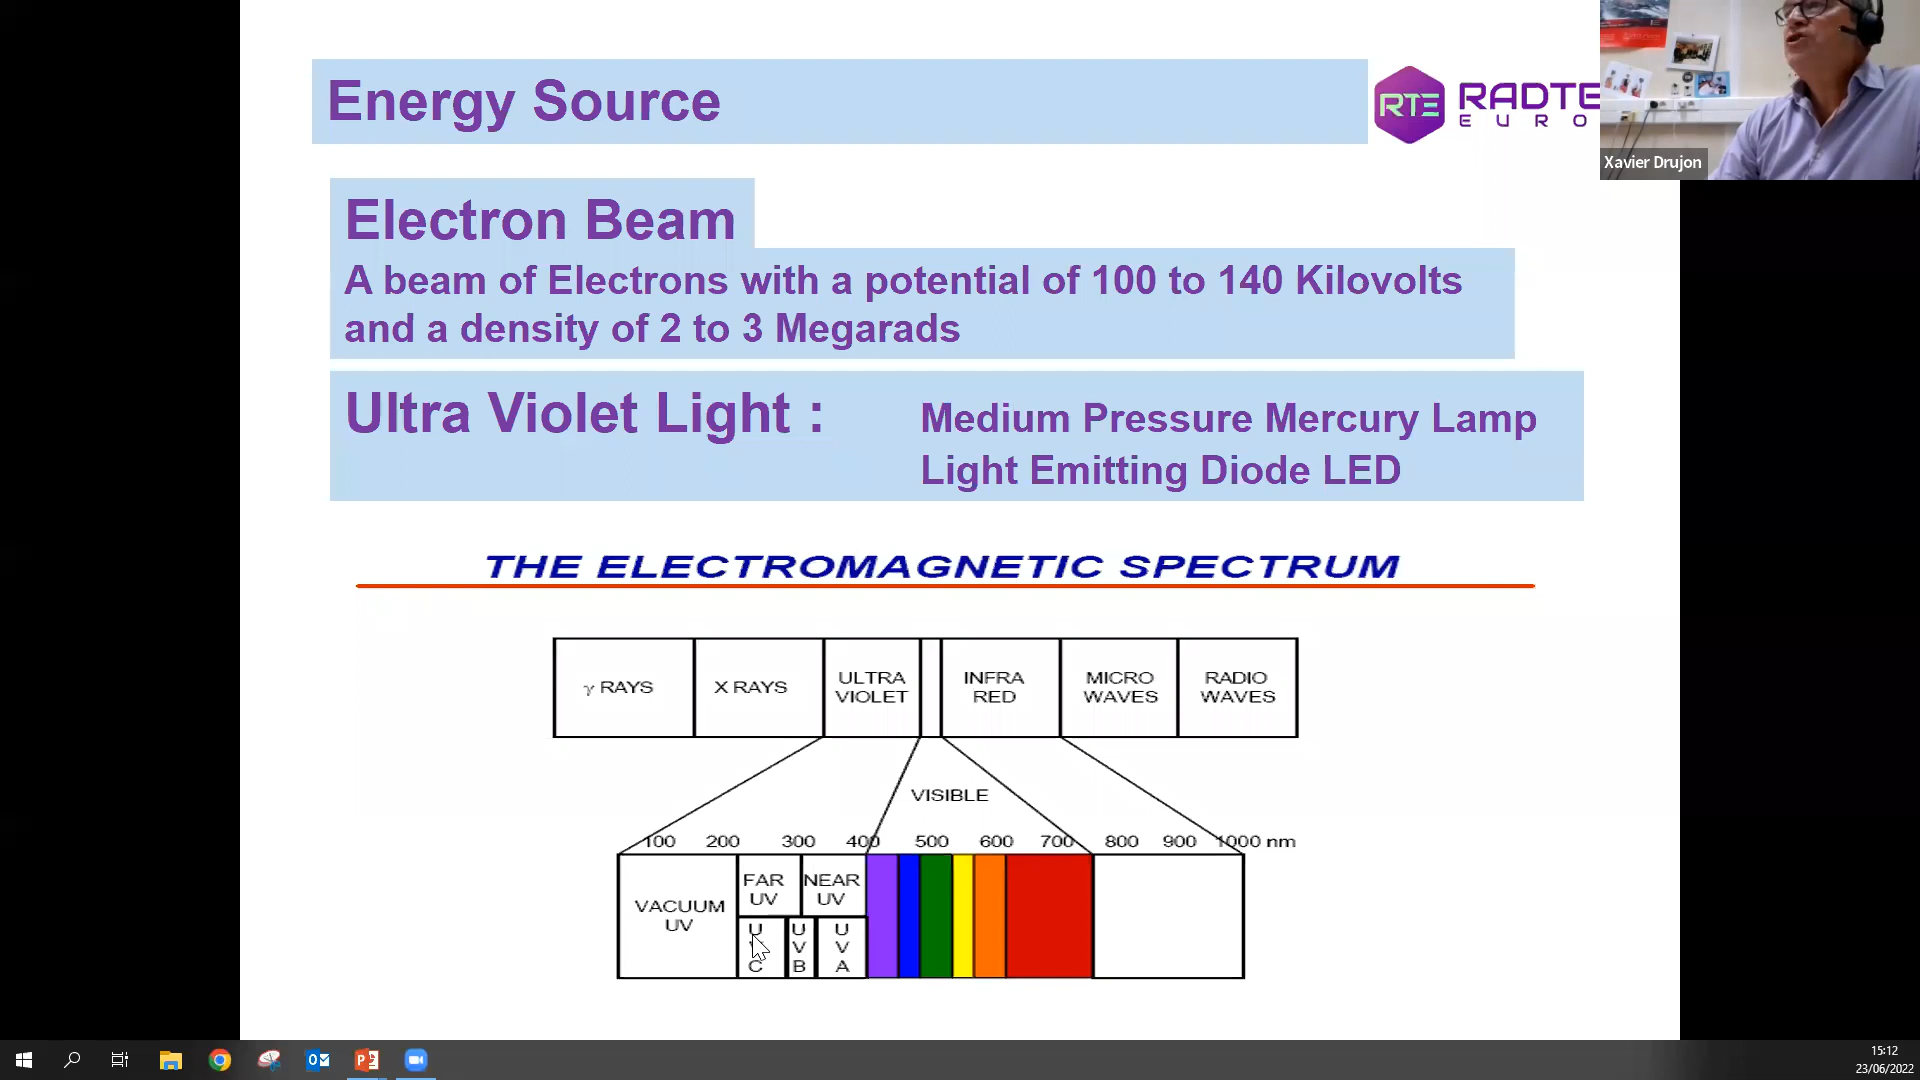 Energy Source
RTE RADTE
EURO
Xavier Drujon
Electron Beam
A beam of Electrons with a potential of 100 to 140 Kilovolts
and a density of 2 to 3 Megarads
Ultra Violet Light :
Medium Pressure Mercury Lamp
Light Emitting Diode LED
THE ELECTROMAGNETIC SPECTRUM
γ RAYS
X RAYS
ULTRA
VIOLET
INFRA
RED
MICRO
WAVES
RADIO
WAVES
VISIBLE
100 200 300 400 500 600 700 800 900 1000 nm
VACUUM
UV
FAR
UV
NEAR
UV
U
V
C
U
V
B
U
V
A
15:12
23/06/2022